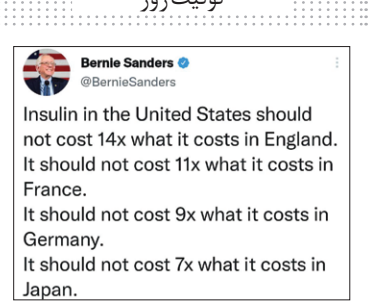 توئیت‌روز
Bernie Sanders
@BernieSanders
Insulin in the United States should
not cost 14x what it costs in England.
It should not cost 11x what it costs in
France.
It should not cost 9x what it costs in
Germany.
It should not cost 7x what it costs in
Japan.